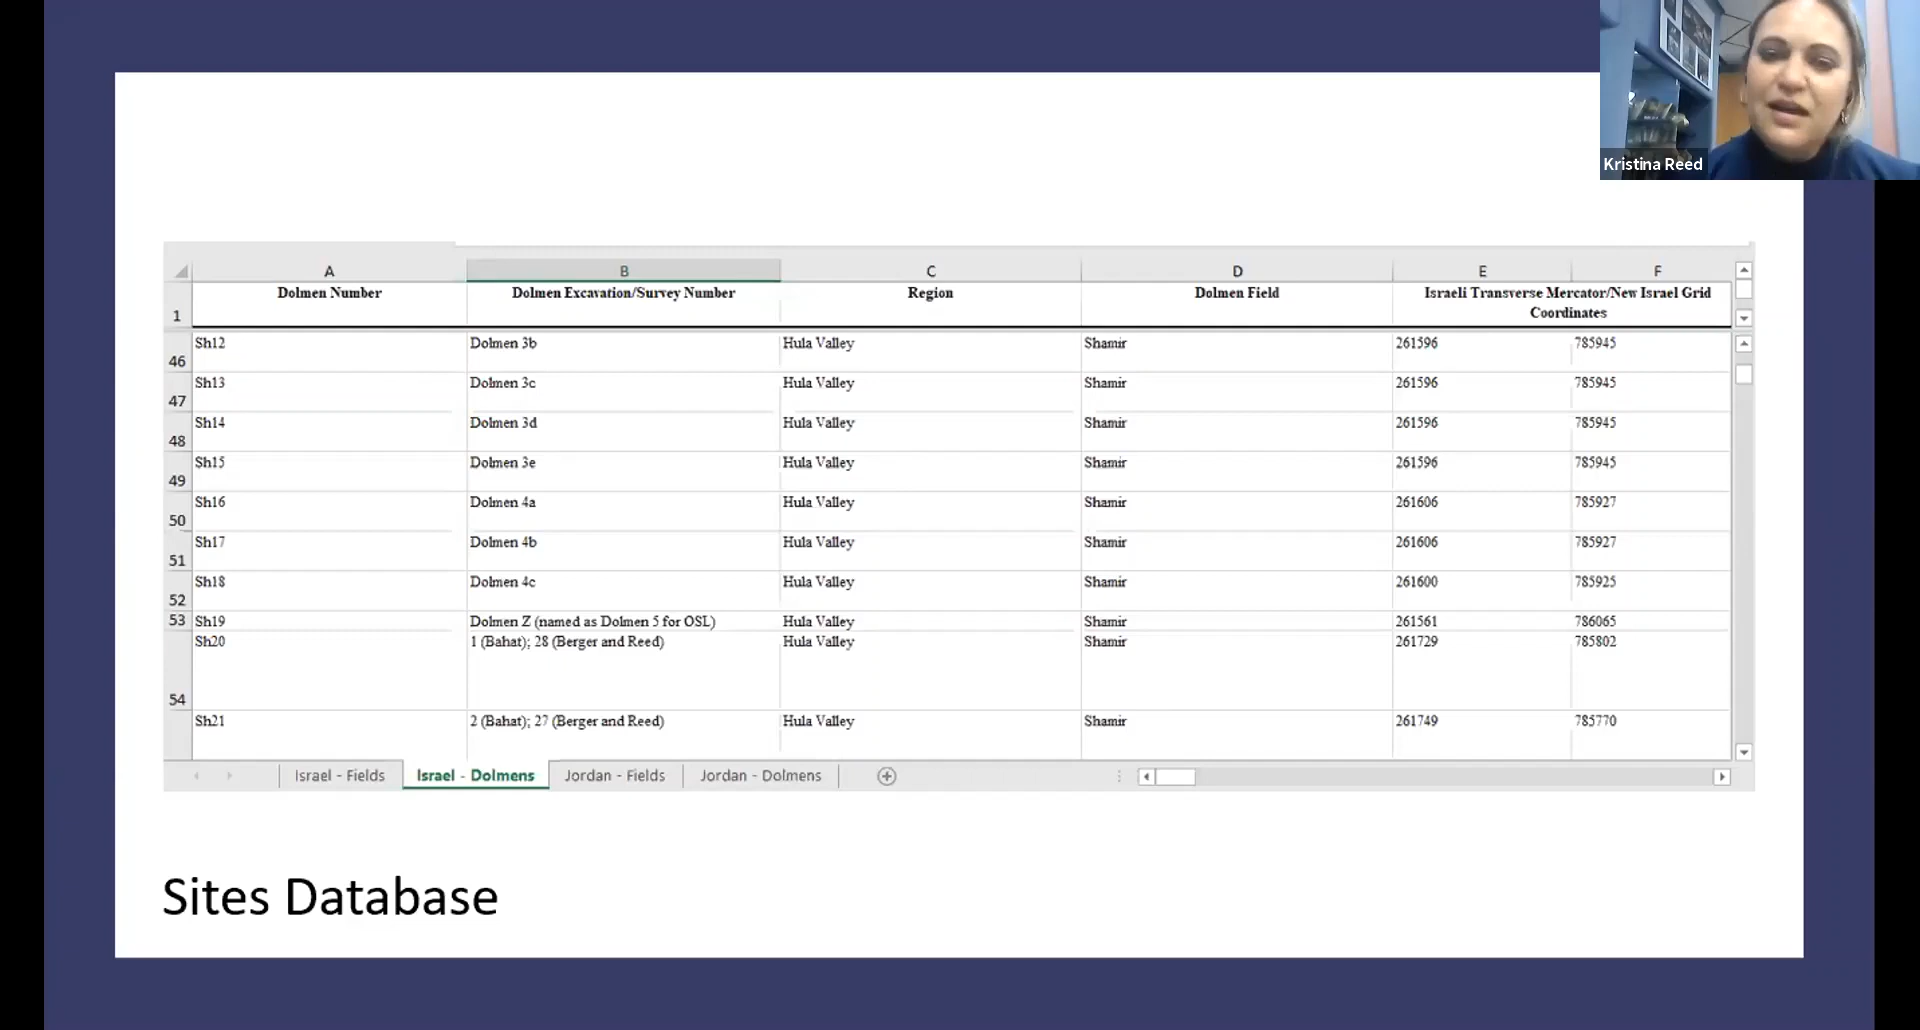 Kristina Reed
A B C D E F
1 Dolmen Number Dolmen Excavation/Survey Number Region Dolmen Field Israeli Transverse Mercator/New Israel Grid Coordinates
46 Sh12 Dolmen 3b Hula Valley Shamir 261596 785945
47 Sh13 Dolmen 3c Hula Valley Shamir 261596 785945
48 Sh14 Dolmen 3d Hula Valley Shamir 261596 785945
49 Sh15 Dolmen 3e Hula Valley Shamir 261596 785945
50 Sh16 Dolmen 4a Hula Valley Shamir 261606 785927
51 Sh17 Dolmen 4b Hula Valley Shamir 261606 785927
52 Sh18 Dolmen 4c Hula Valley Shamir 261600 785925
53 Sh19 Dolmen Z (named as Dolmen 5 for OSL) Hula Valley Shamir 261561 786065
54 Sh20 1 (Bahat); 28 (Berger and Reed) Hula Valley Shamir 261729 785802
Sh21 2 (Bahat); 27 (Berger and Reed) Hula Valley Shamir 261749 785770
Israel - Fields Israel - Dolmens Jordan - Fields Jordan - Dolmens
Sites Database